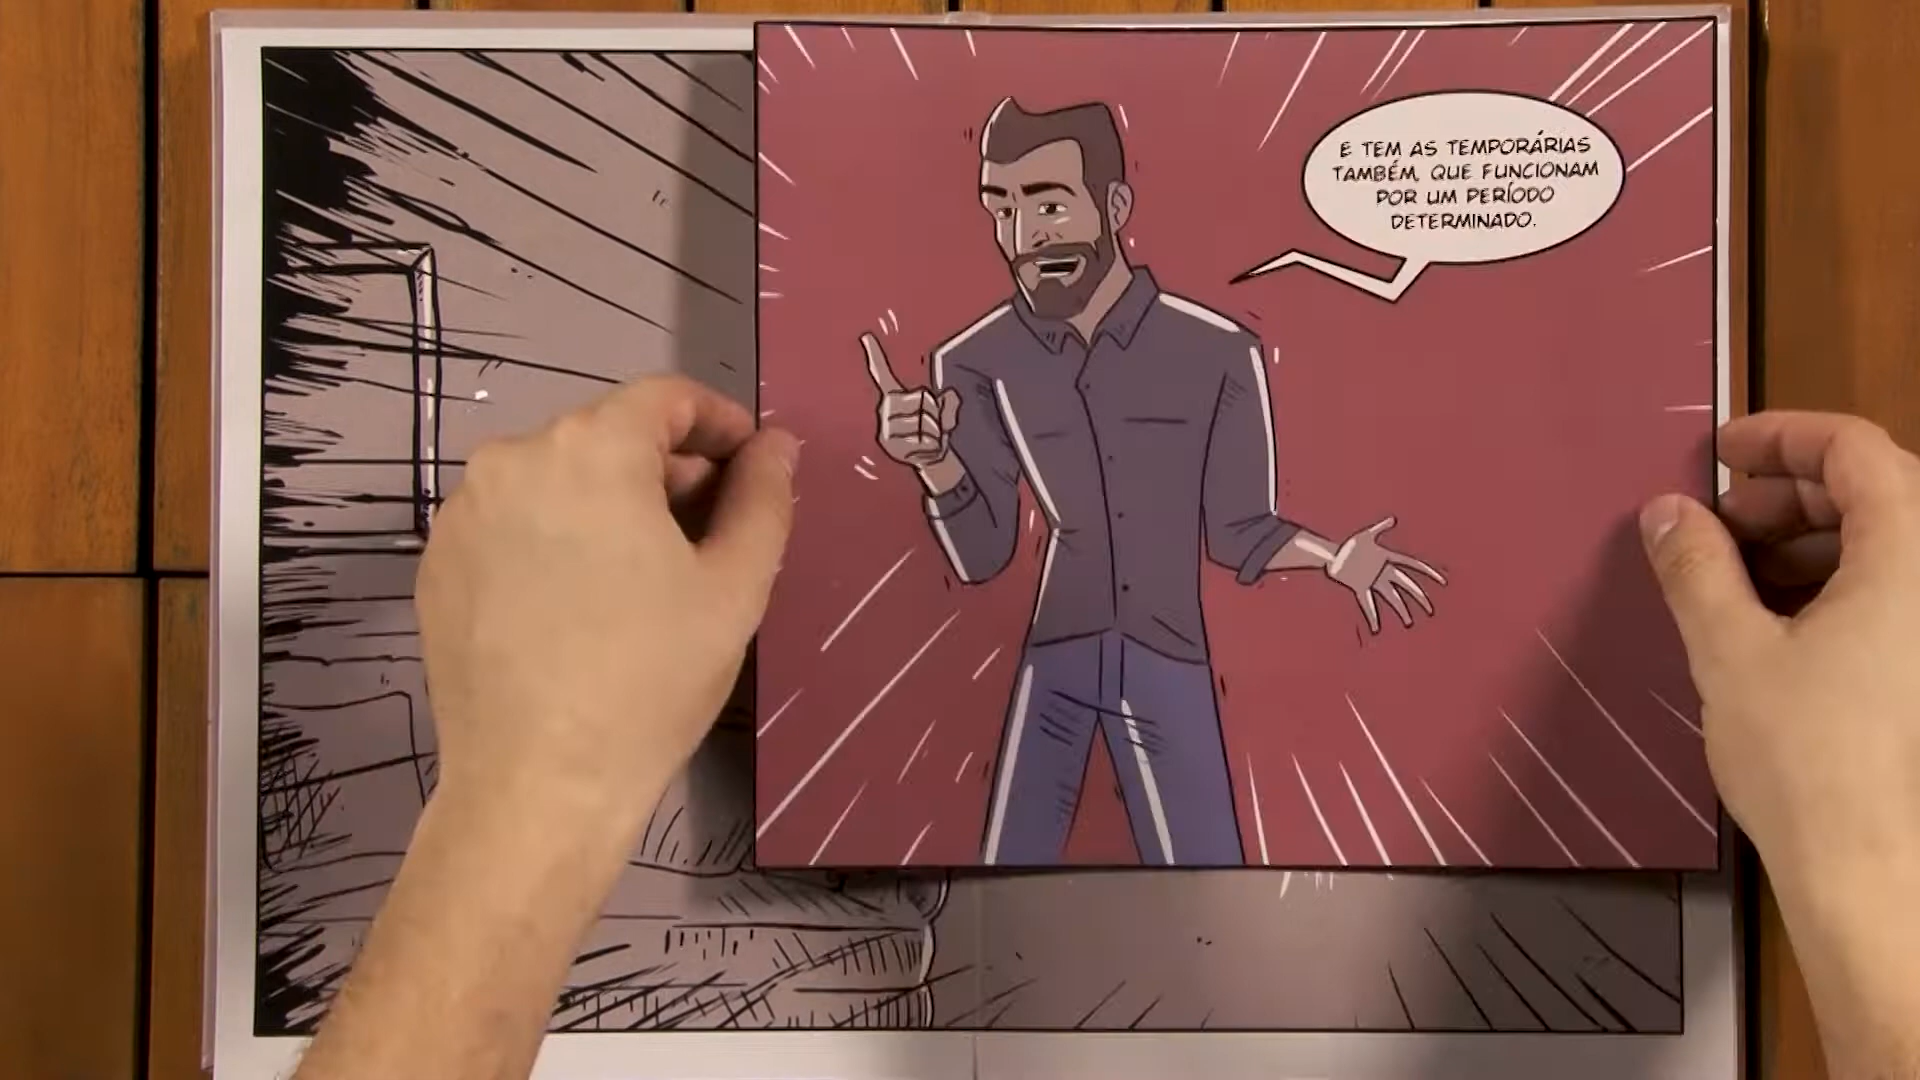 E TEM AS TEMPORÁRIAS
TAMBÉM, QUE FUNCIONAM
POR UM PERÍODO
DETERMINADO.